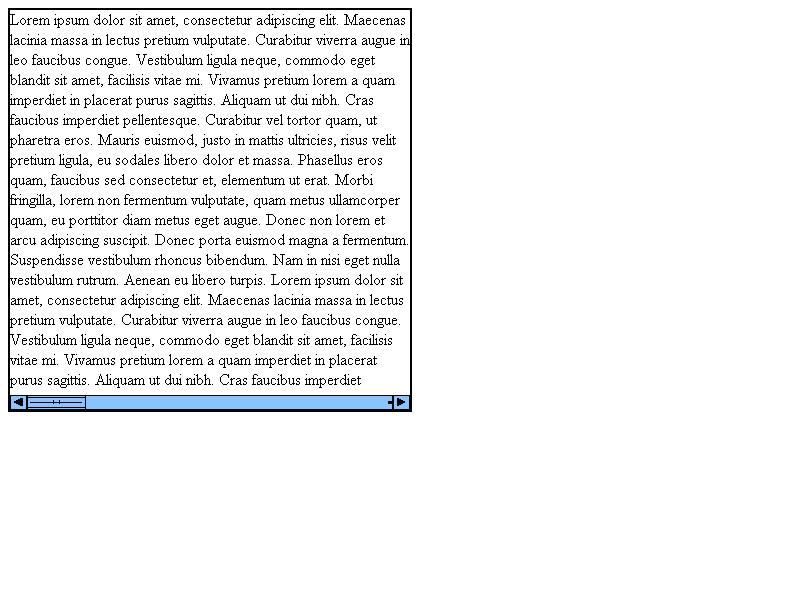 Lorem ipsum dolor sit amet, consectetur adipiscing elit. Maecenas
lacinia massa in lectus pretium vulputate. Curabitur viverra augue in
leo faucibus congue. Vestibulum ligula neque, commodo eget
blandit sit amet, facilisis vitae mi. Vivamus pretium lorem a quam
imperdiet in placerat purus sagittis. Aliquam ut dui nibh. Cras
faucibus imperdiet pellentesque. Curabitur vel tortor quam, ut
pharetra eros. Mauris euismod, justo in mattis ultricies, risus velit
pretium ligula, eu sodales libero dolor et massa. Phasellus eros
quam, faucibus sed consectetur et, elementum ut erat. Morbi
fringilla, lorem non fermentum vulputate, quam metus ullamcorper
quam, eu porttitor diam metus eget augue. Donec non lorem et
arcu adipiscing suscipit. Donec porta euismod magna a fermentum.
Suspendisse vestibulum rhoncus bibendum. Nam in nisi eget nulla
vestibulum rutrum. Aenean eu libero turpis. Lorem ipsum dolor sit
amet, consectetur adipiscing elit. Maecenas lacinia massa in lectus
pretium vulputate. Curabitur viverra augue in leo faucibus congue.
Vestibulum ligula neque, commodo eget blandit sit amet, facilisis
vitae mi. Vivamus pretium lorem a quam imperdiet in placerat
purus sagittis. Aliquam ut dui nibh. Cras faucibus imperdiet